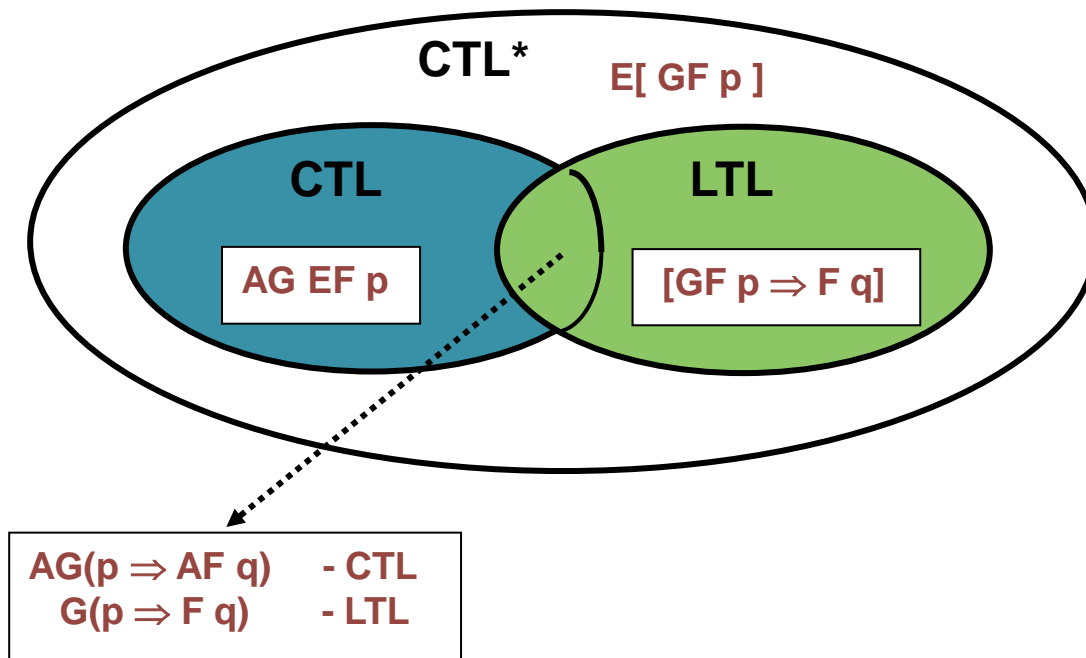 CTL*
E[ GF p ]
CTL
LTL
AG EF p
[GF p ⇒ F q]
AG(p ⇒ AF q) - CTL
G(p ⇒ F q) - LTL